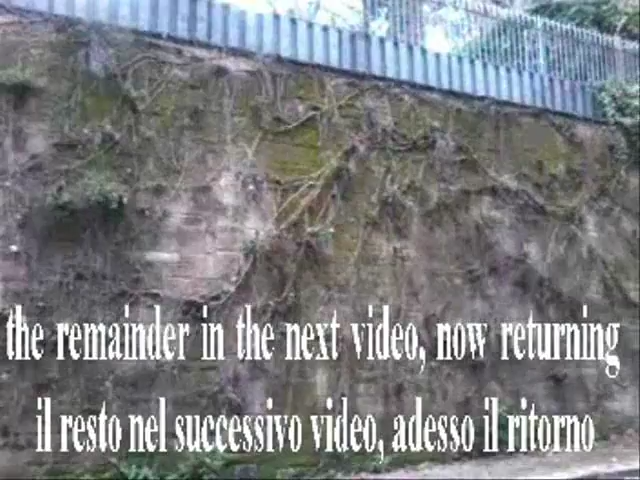 the remainder in the next video, now returning
il resto nel successivo video, adesso il ritorno